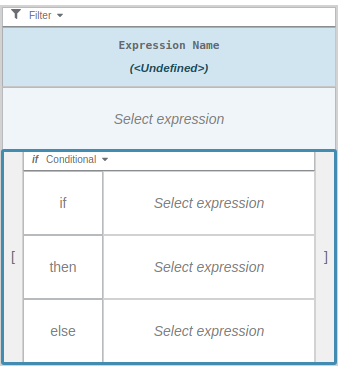 Filter
Expression Name
(<Undefined>)
Select expression
if Conditional
if Select expression
[ then Select expression ]
else Select expression